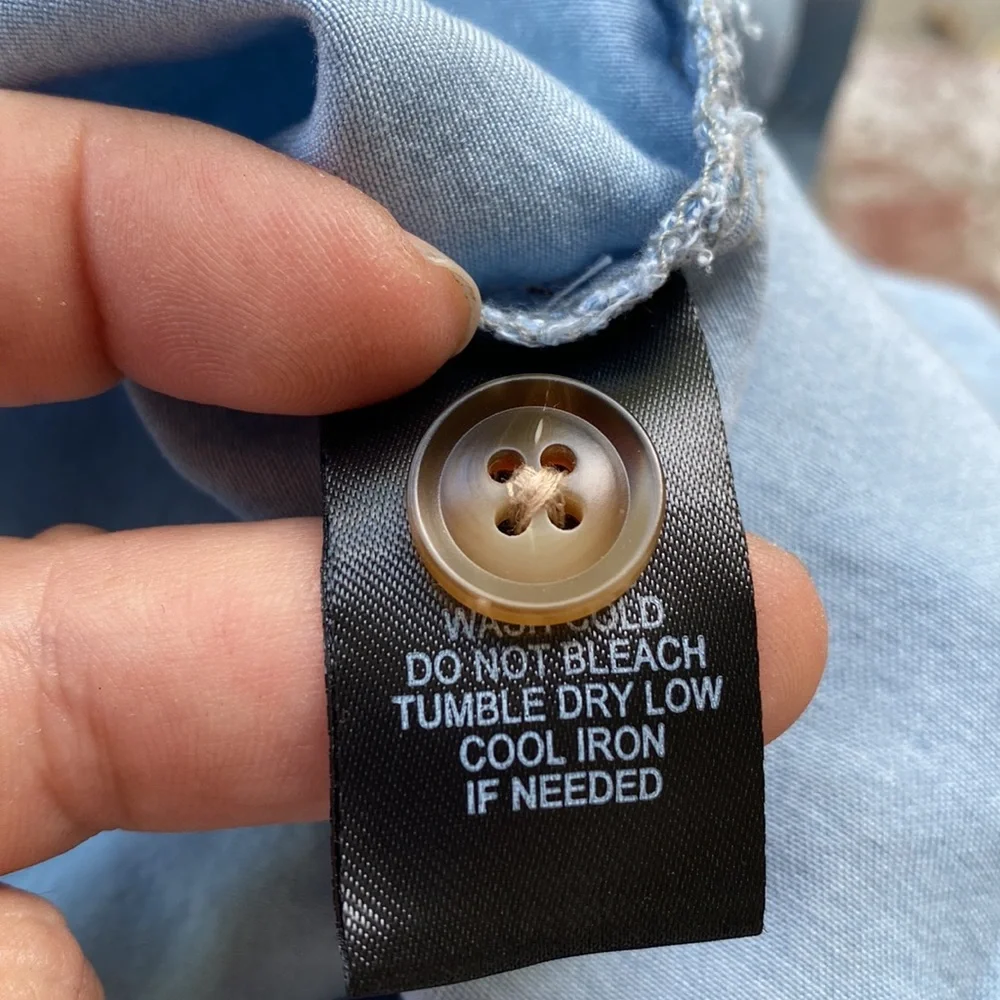 WASH COLD
DO NOT BLEACH
TUMBLE DRY LOW
COOL IRON
IF NEEDED